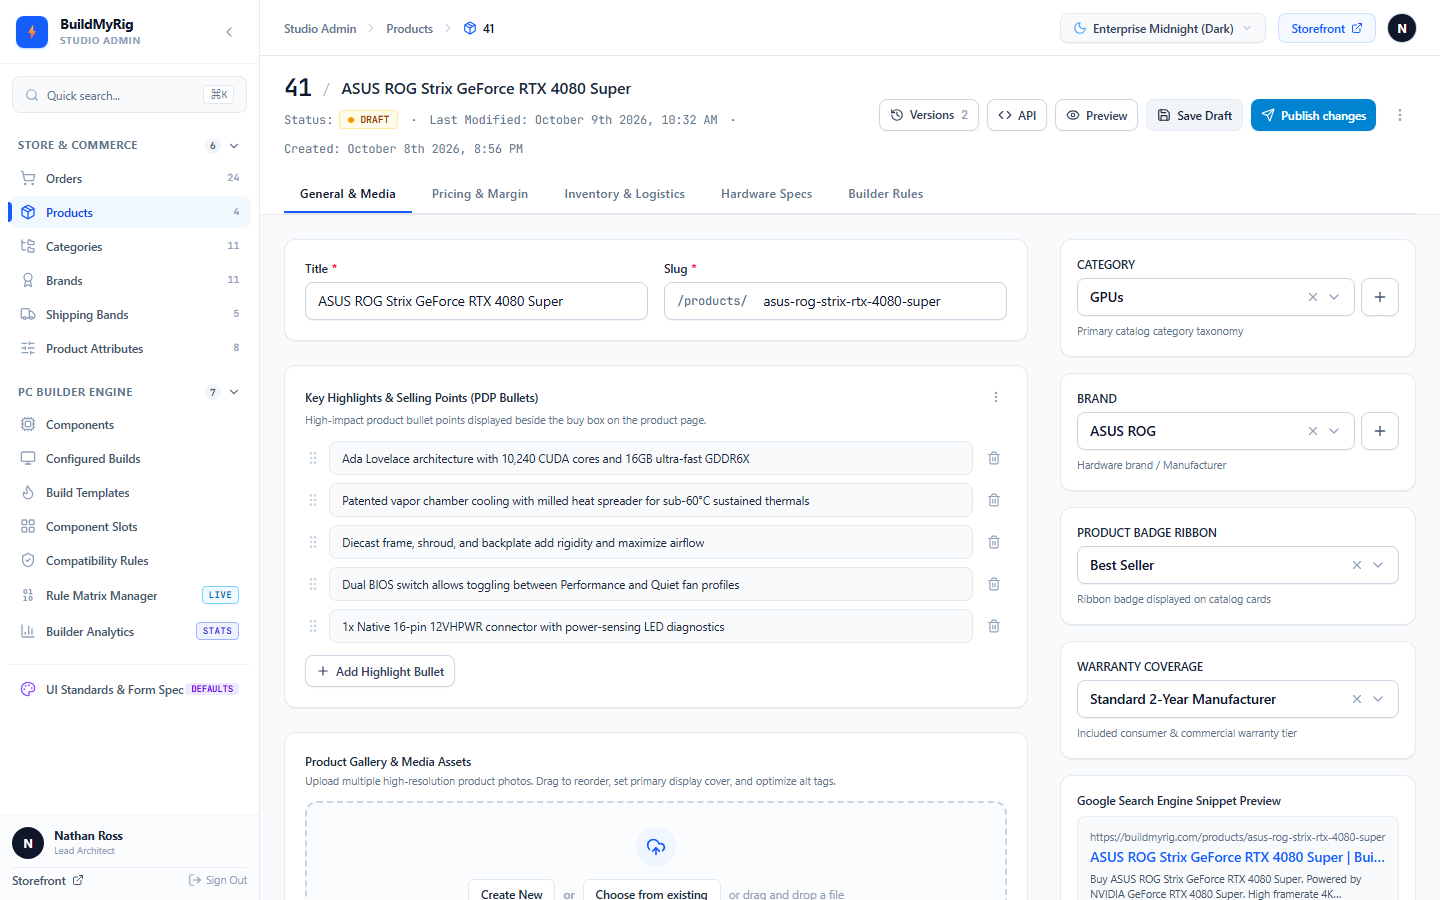 BuildMyRig
STUDIO ADMIN
Quick search...
⌘K
STORE & COMMERCE
6
Orders
24
Products
4
Categories
11
Brands
11
Shipping Bands
5
Product Attributes
8
PC BUILDER ENGINE
7
Components
Configured Builds
Build Templates
Component Slots
Compatibility Rules
Rule Matrix Manager
LIVE
Builder Analytics
STATS
UI Standards & Form Spec
DEFAULTS
N
Nathan Ross
Lead Architect
Storefront
Sign Out
Studio Admin
Products
41
Enterprise Midnight (Dark)
Storefront
N
41 / ASUS ROG Strix GeForce RTX 4080 Super
Status: DRAFT · Last Modified: October 9th 2026, 10:32 AM ·
Created: October 8th 2026, 8:56 PM
Versions 2
API
Preview
Save Draft
Publish changes
General & Media
Pricing & Margin
Inventory & Logistics
Hardware Specs
Builder Rules
Title *
ASUS ROG Strix GeForce RTX 4080 Super
Slug *
/products/ asus-rog-strix-rtx-4080-super
Key Highlights & Selling Points (PDP Bullets)
High-impact product bullet points displayed beside the buy box on the product page.
Ada Lovelace architecture with 10,240 CUDA cores and 16GB ultra-fast GDDR6X
Patented vapor chamber cooling with milled heat spreader for sub-60°C sustained thermals
Diecast frame, shroud, and backplate add rigidity and maximize airflow
Dual BIOS switch allows toggling between Performance and Quiet fan profiles
1x Native 16-pin 12VHPWR connector with power-sensing LED diagnostics
Add Highlight Bullet
Product Gallery & Media Assets
Upload multiple high-resolution product photos. Drag to reorder, set primary display cover, and optimize alt tags.
Create New or Choose from existing or drag and drop a file
CATEGORY
GPUs
Primary catalog category taxonomy
BRAND
ASUS ROG
Hardware brand / Manufacturer
PRODUCT BADGE RIBBON
Best Seller
Ribbon badge displayed on catalog cards
WARRANTY COVERAGE
Standard 2-Year Manufacturer
Included consumer & commercial warranty tier
Google Search Engine Snippet Preview
https://buildmyrig.com/products/asus-rog-strix-rtx-4080-super
ASUS ROG Strix GeForce RTX 4080 Super | Bui...
Buy ASUS ROG Strix GeForce RTX 4080 Super. Powered by
NVIDIA GeForce RTX 4080 Super. High framerate 4K...